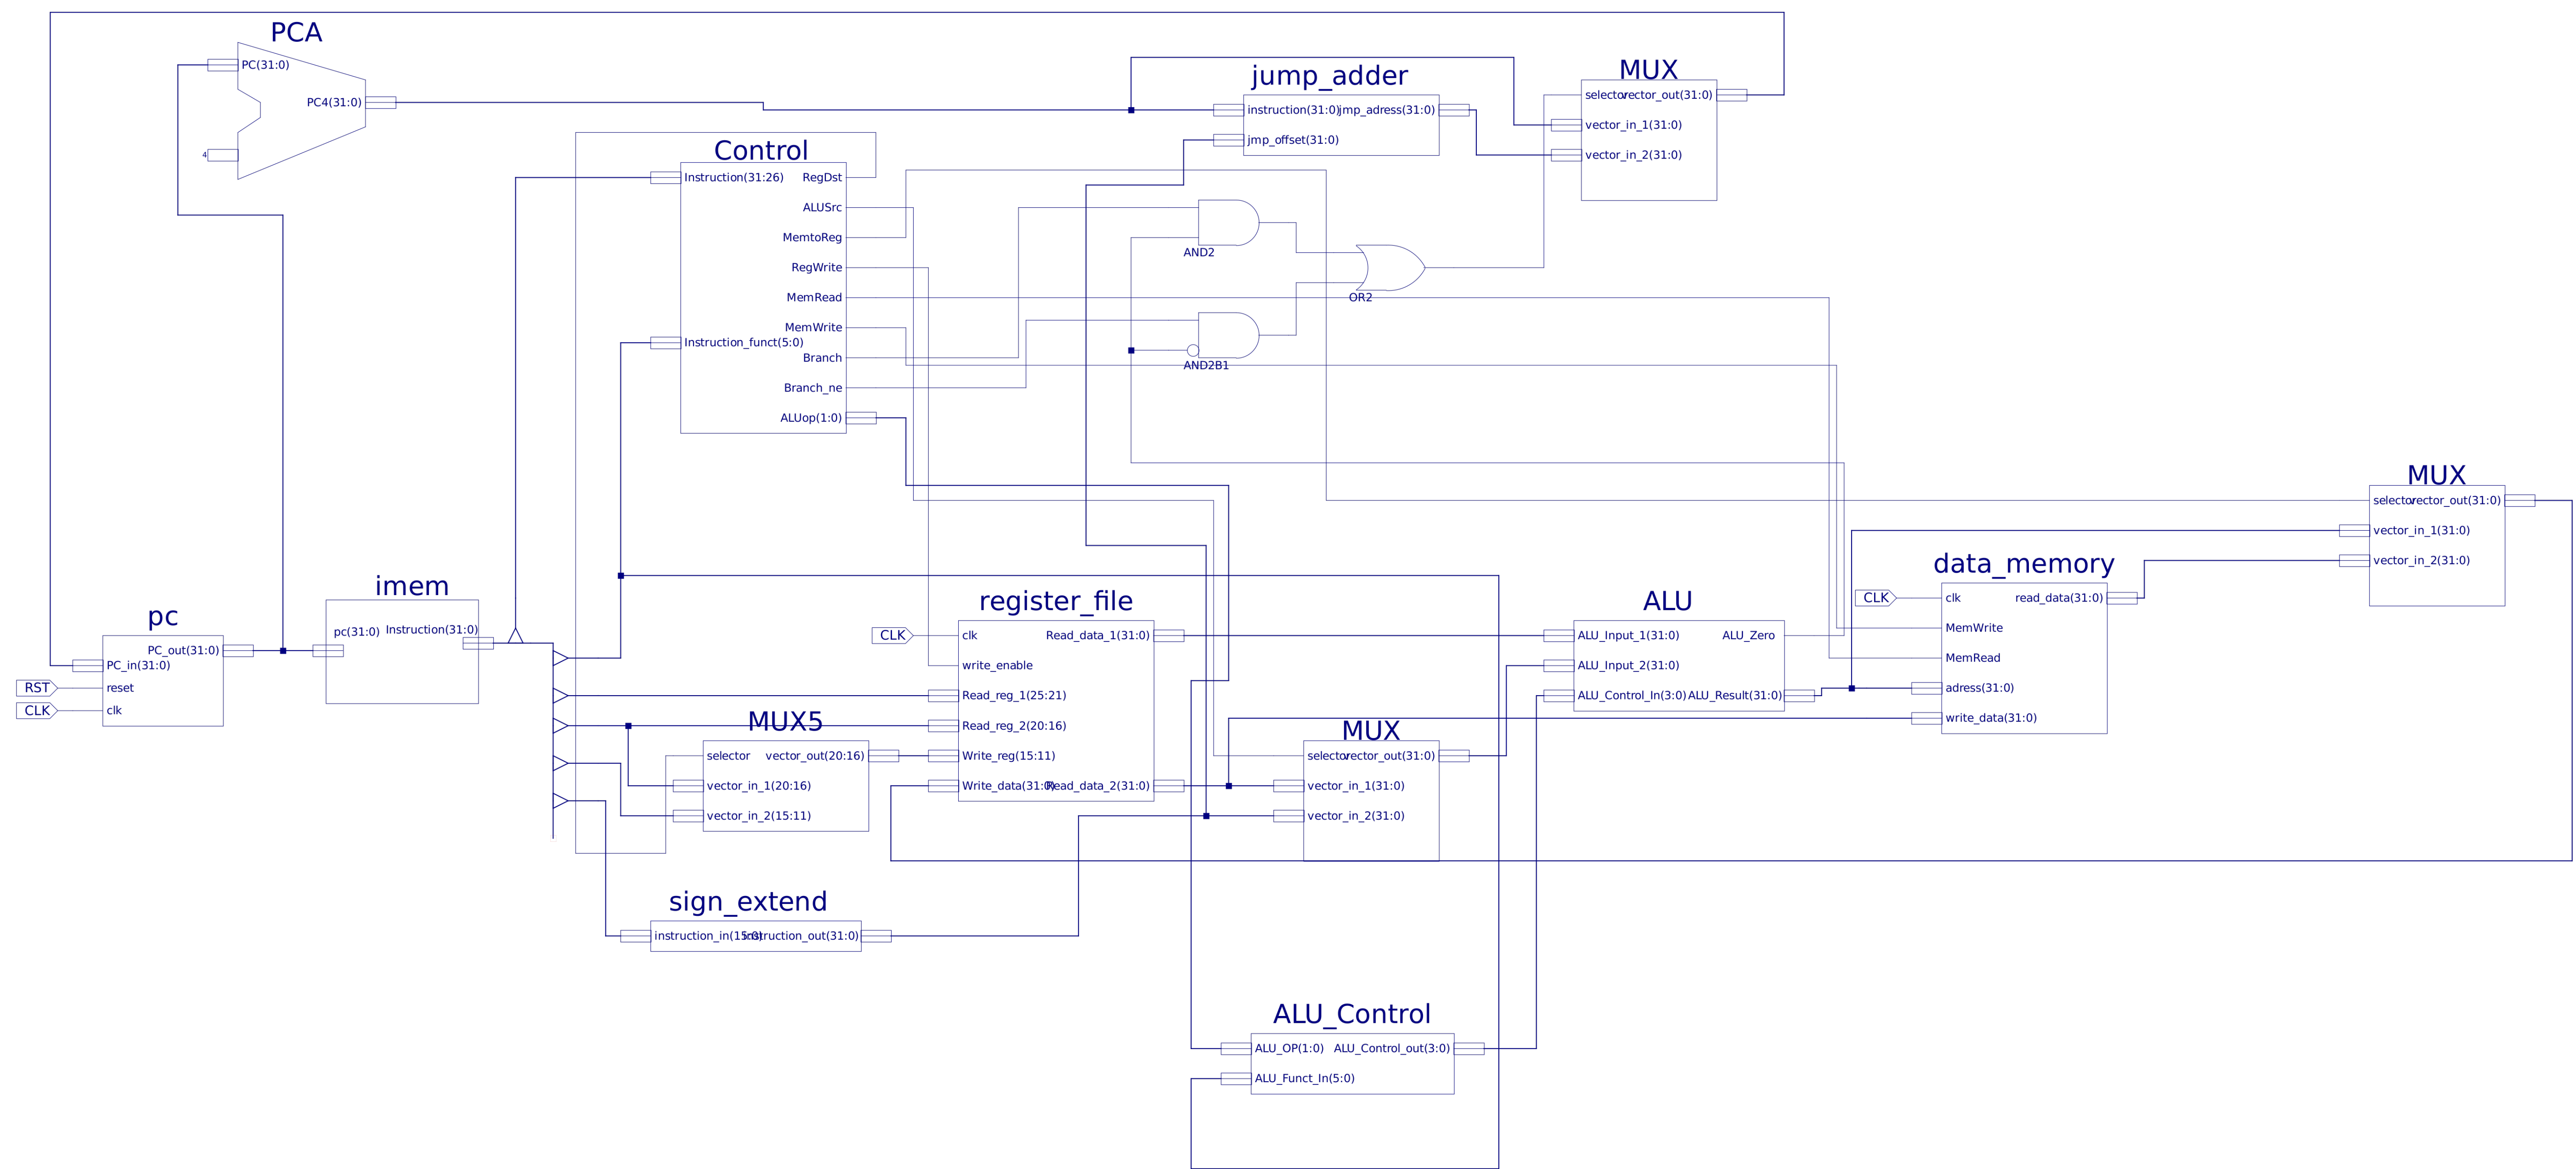 PCA
PC(31:0)
PC4(31:0)
4
jump_adder
instruction(31:0)
jmp_adress(31:0)
jmp_offset(31:0)
MUX
selector
vector_out(31:0)
vector_in_1(31:0)
vector_in_2(31:0)
Control
Instruction(31:26)
RegDst
ALUSrc
MemtoReg
RegWrite
MemRead
MemWrite
Instruction_funct(5:0)
Branch
Branch_ne
ALUop(1:0)
AND2
OR2
AND2B1
MUX
selector
vector_out(31:0)
vector_in_1(31:0)
vector_in_2(31:0)
pc
PC_out(31:0)
PC_in(31:0)
RST
reset
CLK
clk
imem
pc(31:0)
Instruction(31:0)
register_file
CLK
clk
Read_data_1(31:0)
write_enable
Read_reg_1(25:21)
Read_reg_2(20:16)
Write_reg(15:11)
Write_data(31:0)
Read_data_2(31:0)
MUX5
selector
vector_out(20:16)
vector_in_1(20:16)
vector_in_2(15:11)
MUX
selector
vector_out(31:0)
vector_in_1(31:0)
vector_in_2(31:0)
ALU
ALU_Input_1(31:0)
ALU_Zero
ALU_Input_2(31:0)
ALU_Control_In(3:0)
ALU_Result(31:0)
data_memory
CLK
clk
read_data(31:0)
MemWrite
MemRead
adress(31:0)
write_data(31:0)
sign_extend
instruction_in(15:0)
instruction_out(31:0)
ALU_Control
ALU_OP(1:0)
ALU_Control_out(3:0)
ALU_Funct_In(5:0)